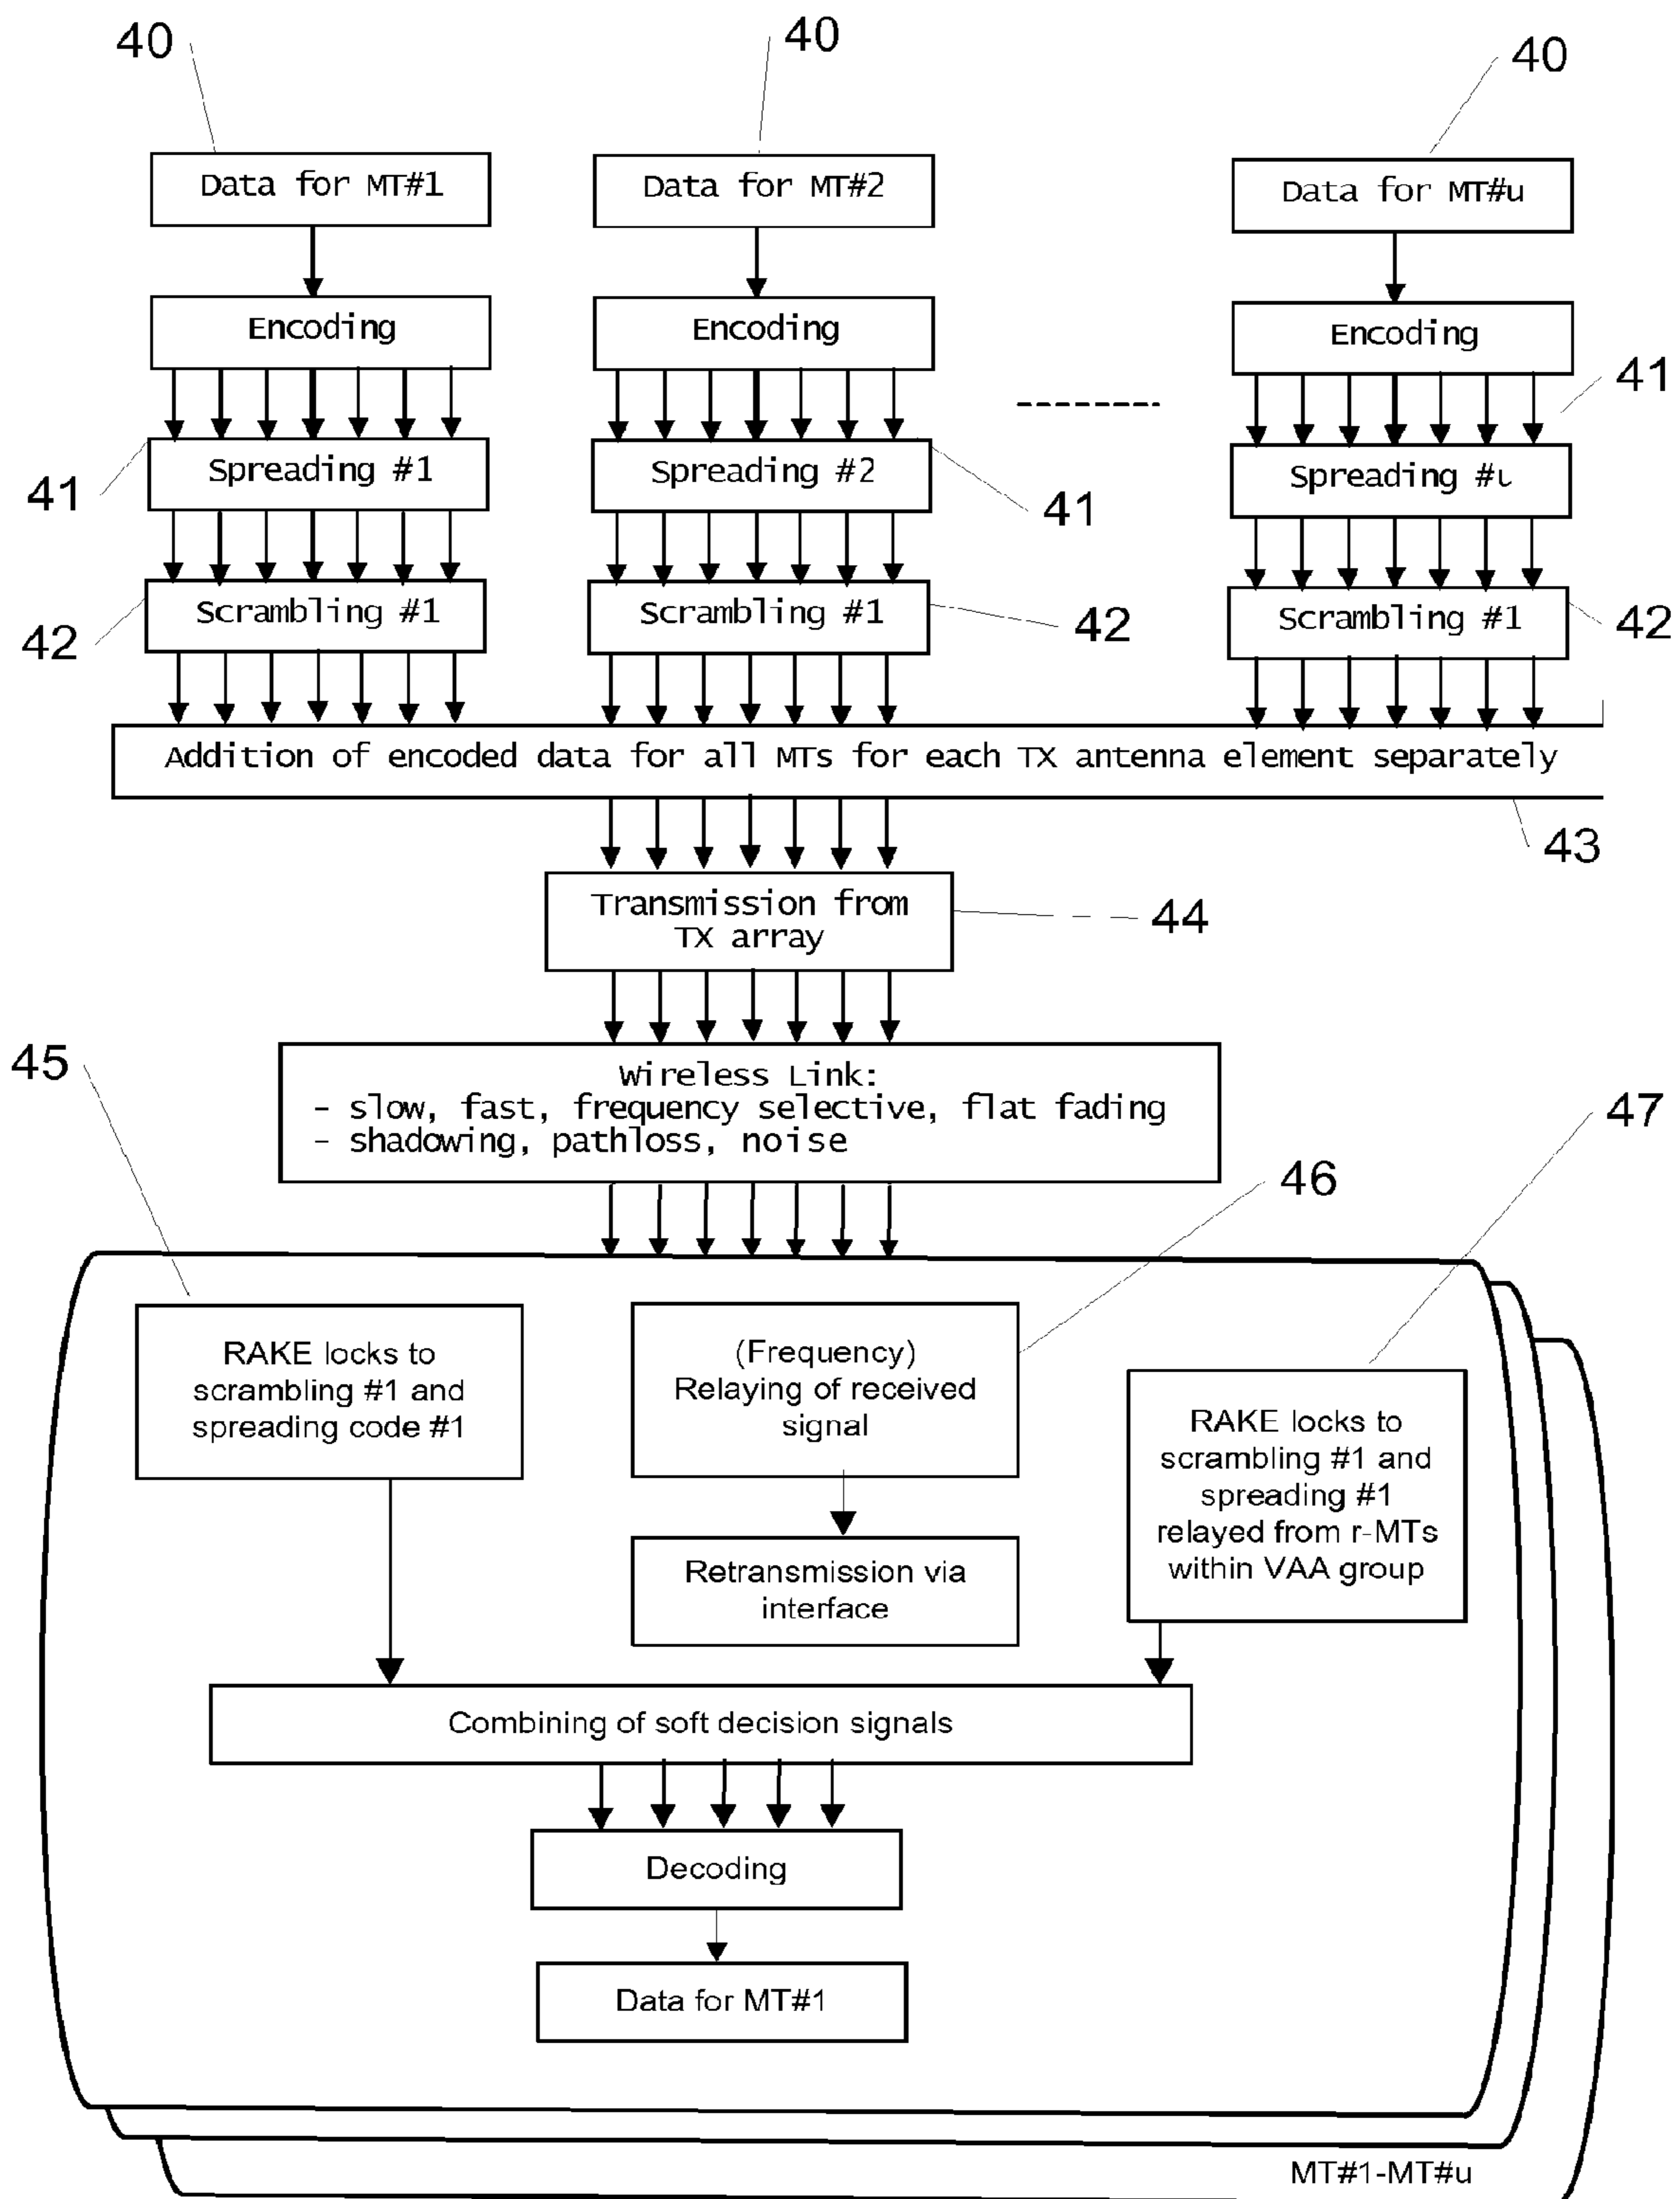 40
40
40
Data for MT#1
Data for MT#2
Data for MT#u
Encoding
Encoding
Encoding
41
Spreading #1
Spreading #2
Spreading #
41
41
Scrambling #1
Scrambling #1
Scrambling #1
42
42
42
Addition of encoded data for all MTs for each TX antenna element separately
43
Transmission from
TX array
44
45
Wireless Link:
- slow, fast, frequency selective, flat fading
- shadowing, pathloss, noise
47
46
RAKE locks to
scrambling #1 and
spreading code #1
(Frequency)
Relaying of received
signal
RAKE locks to
scrambling #1 and
spreading #1
relayed from r-MTs
within VAA group
Retransmission via
interface
Combining of soft decision signals
Decoding
Data for MT#1
MT#1-MT#u